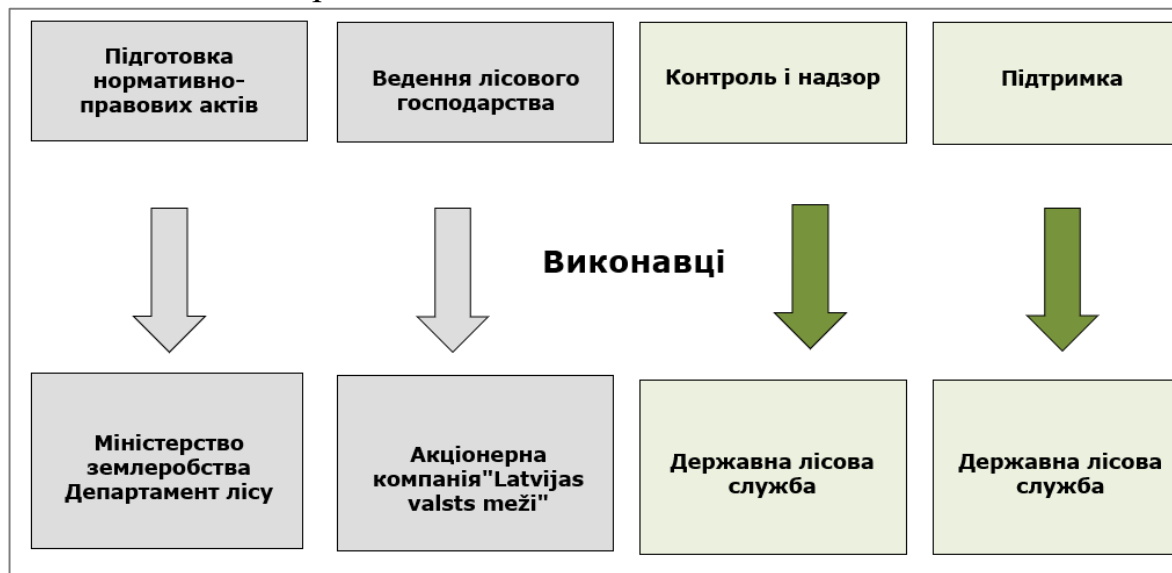 Підготовка
нормативно-
правових актів
Ведення лісового
господарства
Контроль і надзор
Підтримка
Виконавці
Міністерство
землеробства
Департамент лісу
Акціонерна
компанія"Latvijas
valsts meži"
Державна лісова
служба
Державна лісова
служба